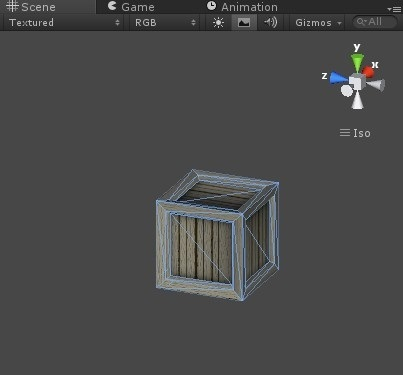 Scene Game Animation
Textured RGB Gizmos All
y
x
z
Iso